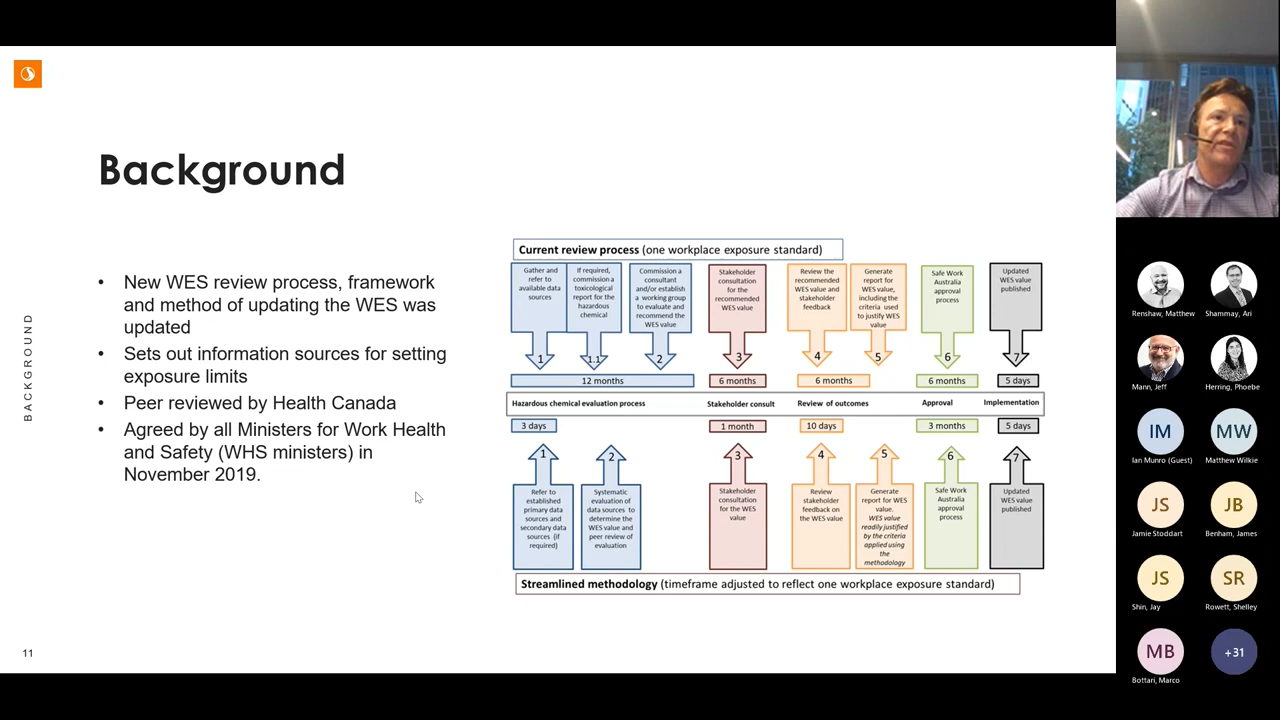 Background
BACKGROUND
• New WES review process, framework
and method of updating the WES was
updated
• Sets out information sources for setting
exposure limits
• Peer reviewed by Health Canada
• Agreed by all Ministers for Work Health
and Safety (WHS ministers) in
November 2019.
11
Current review process (one workplace exposure standard)
Gather and
refer to
available data
sources
1
If required,
commission a
toxicological
report for the
hazardous
chemical
1.1
Commission a
consultant
and/or establish
a working group
to evaluate and
recommend the
WES value
2
Stakeholder
consultation
for the
recommended
WES value
3
Review the
recommended
WES value and
stakeholder
feedback
4
Generate
report for
WES value,
including the
criteria used
to justify WES
value
5
Safe Work
Australia
approval
process
6
Updated
WES value
published
7
12 months
6 months
6 months
6 months
5 days
Hazardous chemical evaluation process
Stakeholder consult
Review of outcomes
Approval
Implementation
3 days
1 month
10 days
3 months
5 days
1
Refer to
established
primary data
sources and
secondary data
sources (if
required)
2
Systematic
evaluation of
data sources to
determine the
WES value and
peer review of
evaluation
3
Stakeholder
consultation
for the WES
value
4
Review
stakeholder
feedback on
the WES value
5
Generate
report for WES
value.
WES value
readily justified
by the criteria
applied using
the
methodology
6
Safe Work
Australia
approval
process
7
Updated
WES value
published
Streamlined methodology (timeframe adjusted to reflect one workplace exposure standard)
Renshaw, Matthew
Shammay, Ari
Mann, Jeff
Herring, Phoebe
IM
MW
Ian Munro (Guest)
Matthew Wilkie
JS
JB
Jamie Stoddart
Benham, James
JS
SR
Shin, Jay
Rowett, Shelley
MB
+31
Bottari, Marco